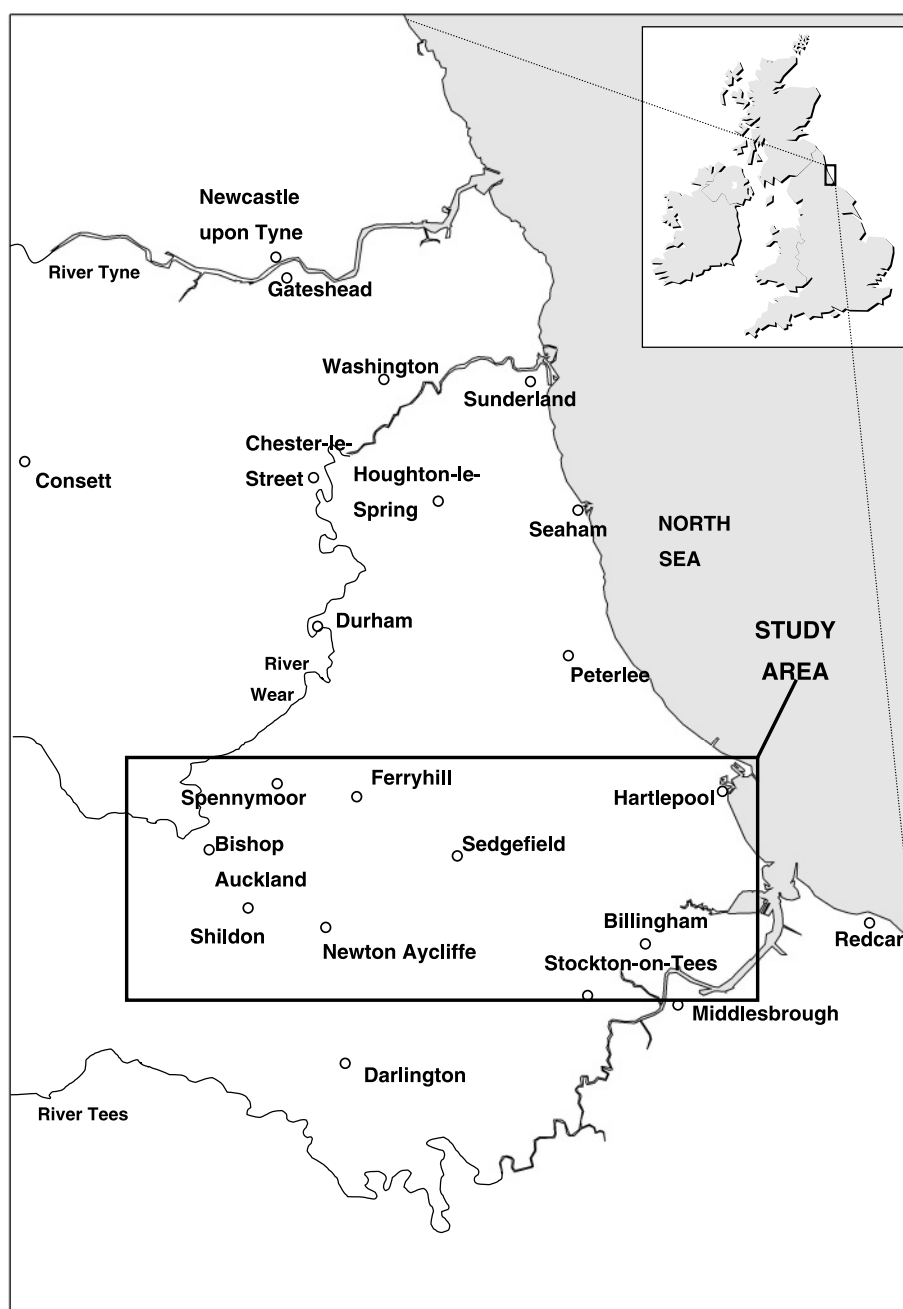 Newcastle
upon Tyne
River Tyne
Gateshead
Washington
Sunderland
Chester-le-
Street
Houghton-le-
Spring
Consett
Seaham
NORTH
SEA
Durham
River
Wear
Peterlee
STUDY
AREA
Spennymoor
Ferryhill
Hartlepool
Bishop
Auckland
Sedgefield
Shildon
Newton Aycliffe
Billingham
Stockton-on-Tees
Redcar
Middlesbrough
Darlington
River Tees